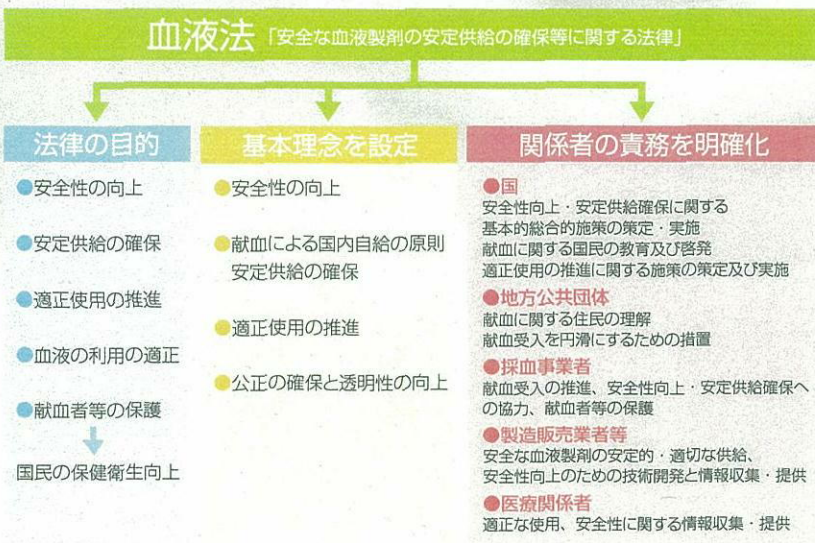 血液法「安全な血液製剤の安定供給の確保等に関する法律」
法律の目的
●安全性の向上
●安定供給の確保
●適正使用の推進
●血液の利用の適正
●献血者等の保護
国民の保健衛生向上
基本理念を設定
●安全性の向上
●献血による国内自給の原則
安定供給の確保
●適正使用の推進
●公正の確保と透明性の向上
関係者の責務を明確化
●国
安全性向上・安定供給確保に関する
基本的総合的施策の策定・実施
献血に関する国民の教育及び啓発
適正使用の推進に関する施策の策定及び実施
●地方公共団体
献血に関する住民の理解
献血受入を円滑にするための措置
●採血事業者
献血受入の推進、安全性向上・安定供給確保へ
の協力、献血者等の保護
●製造販売業者等
安全な血液製剤の安定的・適切な供給、
安全性向上のための技術開発と情報収集・提供
●医療関係者
適正な使用、安全性に関する情報収集・提供